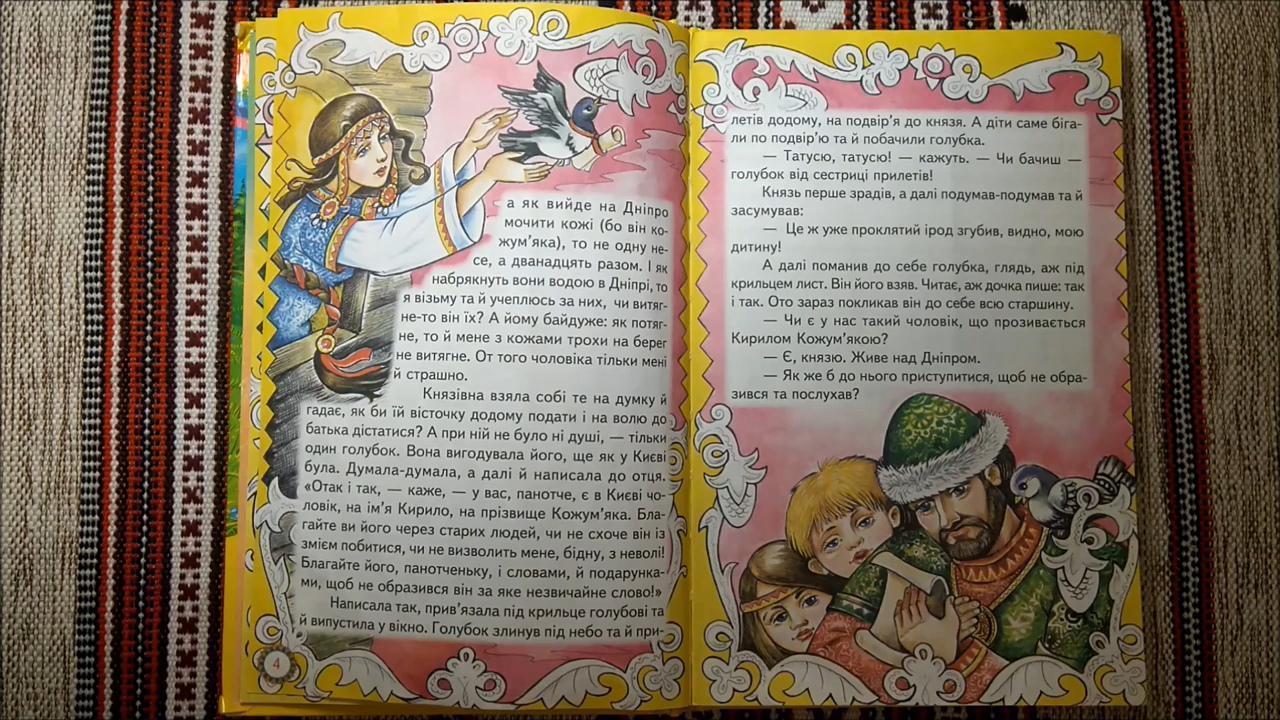 а як вийде на Дніпро
мочити кожі (бо він ко-
жум’яка), то не одну не-
се, а дванадцять разом. І як
набрякнуть вони водою в Дніпрі, то
я візьму та й учеплюсь за них, чи витяг-
не-то він їх? А йому байдуже: як потяг-
не, то й мене з кожами трохи на берег
не витягне. От того чоловіка тільки мені
й страшно.
Князівна взяла собі те на думку й
гадає, як би їй вісточку додому подати і на волю до
батька дістатися? А при ній не було ні душі, — тільки
один голубок. Вона вигодувала його, ще як у Києві
була. Думала-думала, а далі й написала до отця.
«Отак і так, — каже, — у вас, панотче, є в Києві чо-
ловік, на ім’я Кирило, на прізвище Кожум’яка. Бла-
гайте ви його через старих людей, чи не схоче він із
змієм побитися, чи не визволить мене, бідну, з неволі!
Благайте його, панотченьку, і словами, й подарунка-
ми, щоб не образився він за яке незвичайне слово!»
Написала так, прив’язала під крильце голубові та
й випустила у вікно. Голубок злинув під небо та й при-
4
летів додому, на подвір’я до князя. А діти саме біга-
ли по подвір’ю та й побачили голубка.
— Татусю, татусю! — кажуть. — Чи бачиш —
голубок від сестриці прилетів!
Князь перше зрадів, а далі подумав-подумав та й
засумував:
— Це ж уже проклятий ірод згубив, видно, мою
дитину!
А далі поманив до себе голубка, глядь, аж під
крильцем лист. Він його взяв. Читає, аж дочка пише: так
і так. Ото зараз покликав він до себе всю старшину.
— Чи є у нас такий чоловік, що прозивається
Кирилом Кожум’якою?
— Є, князю. Живе над Дніпром.
— Як же б до нього приступитися, щоб не обра-
зився та послухав?